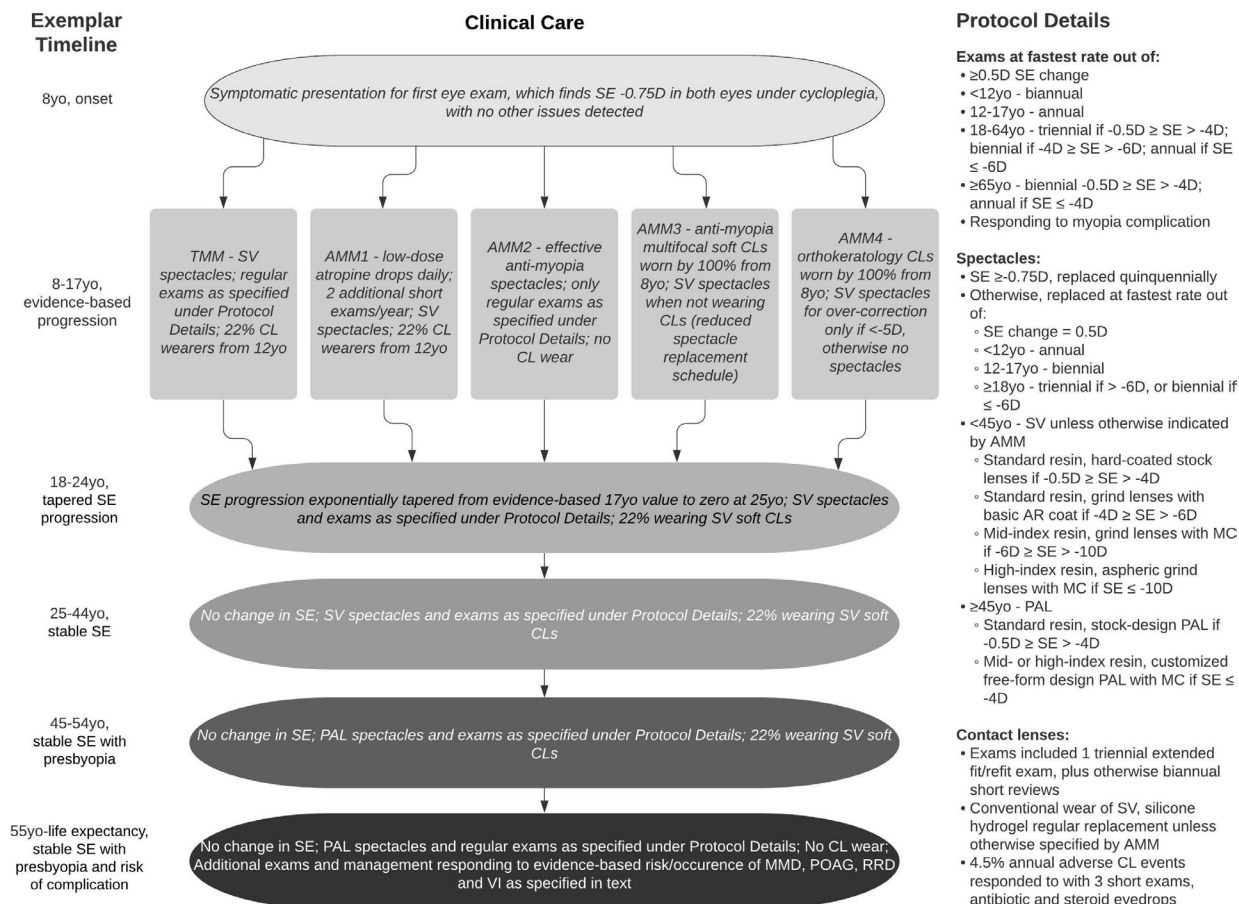 Exemplar
Timeline
Clinical Care
8yo, onset
Symptomatic presentation for first eye exam, which finds SE -0.75D in both eyes under cycloplegia,
with no other issues detected
8-17yo,
evidence-based
progression
TMM - SV
spectacles; regular
exams as specified
under Protocol
Details; 22% CL
wearers from 12yo
AMM1 - low-dose
atropine drops daily;
2 additional short
exams/year; SV
spectacles; 22% CL
wearers from 12yo
AMM2 - effective
anti-myopia
spectacles; only
regular exams as
specified under
Protocol Details; no
CL wear
AMM3 - anti-myopia
multifocal soft CLs
worn by 100% from
8yo; SV spectacles
when not wearing
CLs (reduced
spectacle
replacement
schedule)
AMM4 -
orthokeratology CLs
worn by 100% from
8yo; SV spectacles
for over-correction
only if <-5D,
otherwise no
spectacles
18-24yo,
tapered SE
progression
SE progression exponentially tapered from evidence-based 17yo value to zero at 25yo; SV spectacles
and exams as specified under Protocol Details; 22% wearing SV soft CLs
25-44yo,
stable SE
No change in SE; SV spectacles and exams as specified under Protocol Details; 22% wearing SV soft
CLs
45-54yo,
stable SE with
presbyopia
No change in SE; PAL spectacles and exams as specified under Protocol Details; 22% wearing SV soft
CLs
55yo-life expectancy,
stable SE with
presbyopia and risk
of complication
No change in SE; PAL spectacles and regular exams as specified under Protocol Details; No CL wear;
Additional exams and management responding to evidence-based risk/occurence of MMD, POAG, RRD
and VI as specified in text
Protocol Details
Exams at fastest rate out of:
• ≥0.5D SE change
• <12yo - biannual
• 12-17yo - annual
• 18-64yo - triennial if -0.5D ≥ SE > -4D;
biennial if -4D ≥ SE > -6D; annual if SE
≤ -6D
• ≥65yo - biennial -0.5D ≥ SE > -4D;
annual if SE ≤ -4D
• Responding to myopia complication
Spectacles:
• SE ≥-0.75D, replaced quinquennially
• Otherwise, replaced at fastest rate out
of:
◦ SE change = 0.5D
◦ <12yo - annual
◦ 12-17yo - biennial
◦ ≥18yo - triennial if > -6D, or biennial if
≤ -6D
• <45yo - SV unless otherwise indicated
by AMM
◦ Standard resin, hard-coated stock
lenses if -0.5D ≥ SE > -4D
◦ Standard resin, grind lenses with
basic AR coat if -4D ≥ SE > -6D
◦ Mid-index resin, grind lenses with MC
if -6D ≥ SE > -10D
◦ High-index resin, aspheric grind
lenses with MC if SE ≤ -10D
• ≥45yo - PAL
◦ Standard resin, stock-design PAL if
-0.5D ≥ SE > -4D
◦ Mid- or high-index resin, customized
free-form design PAL with MC if SE ≤
-4D
Contact lenses:
• Exams included 1 triennial extended
fit/refit exam, plus otherwise biannual
short reviews
• Conventional wear of SV, silicone
hydrogel regular replacement unless
otherwise specified by AMM
• 4.5% annual adverse CL events
responded to with 3 short exams,
antibiotic and steroid eyedrops